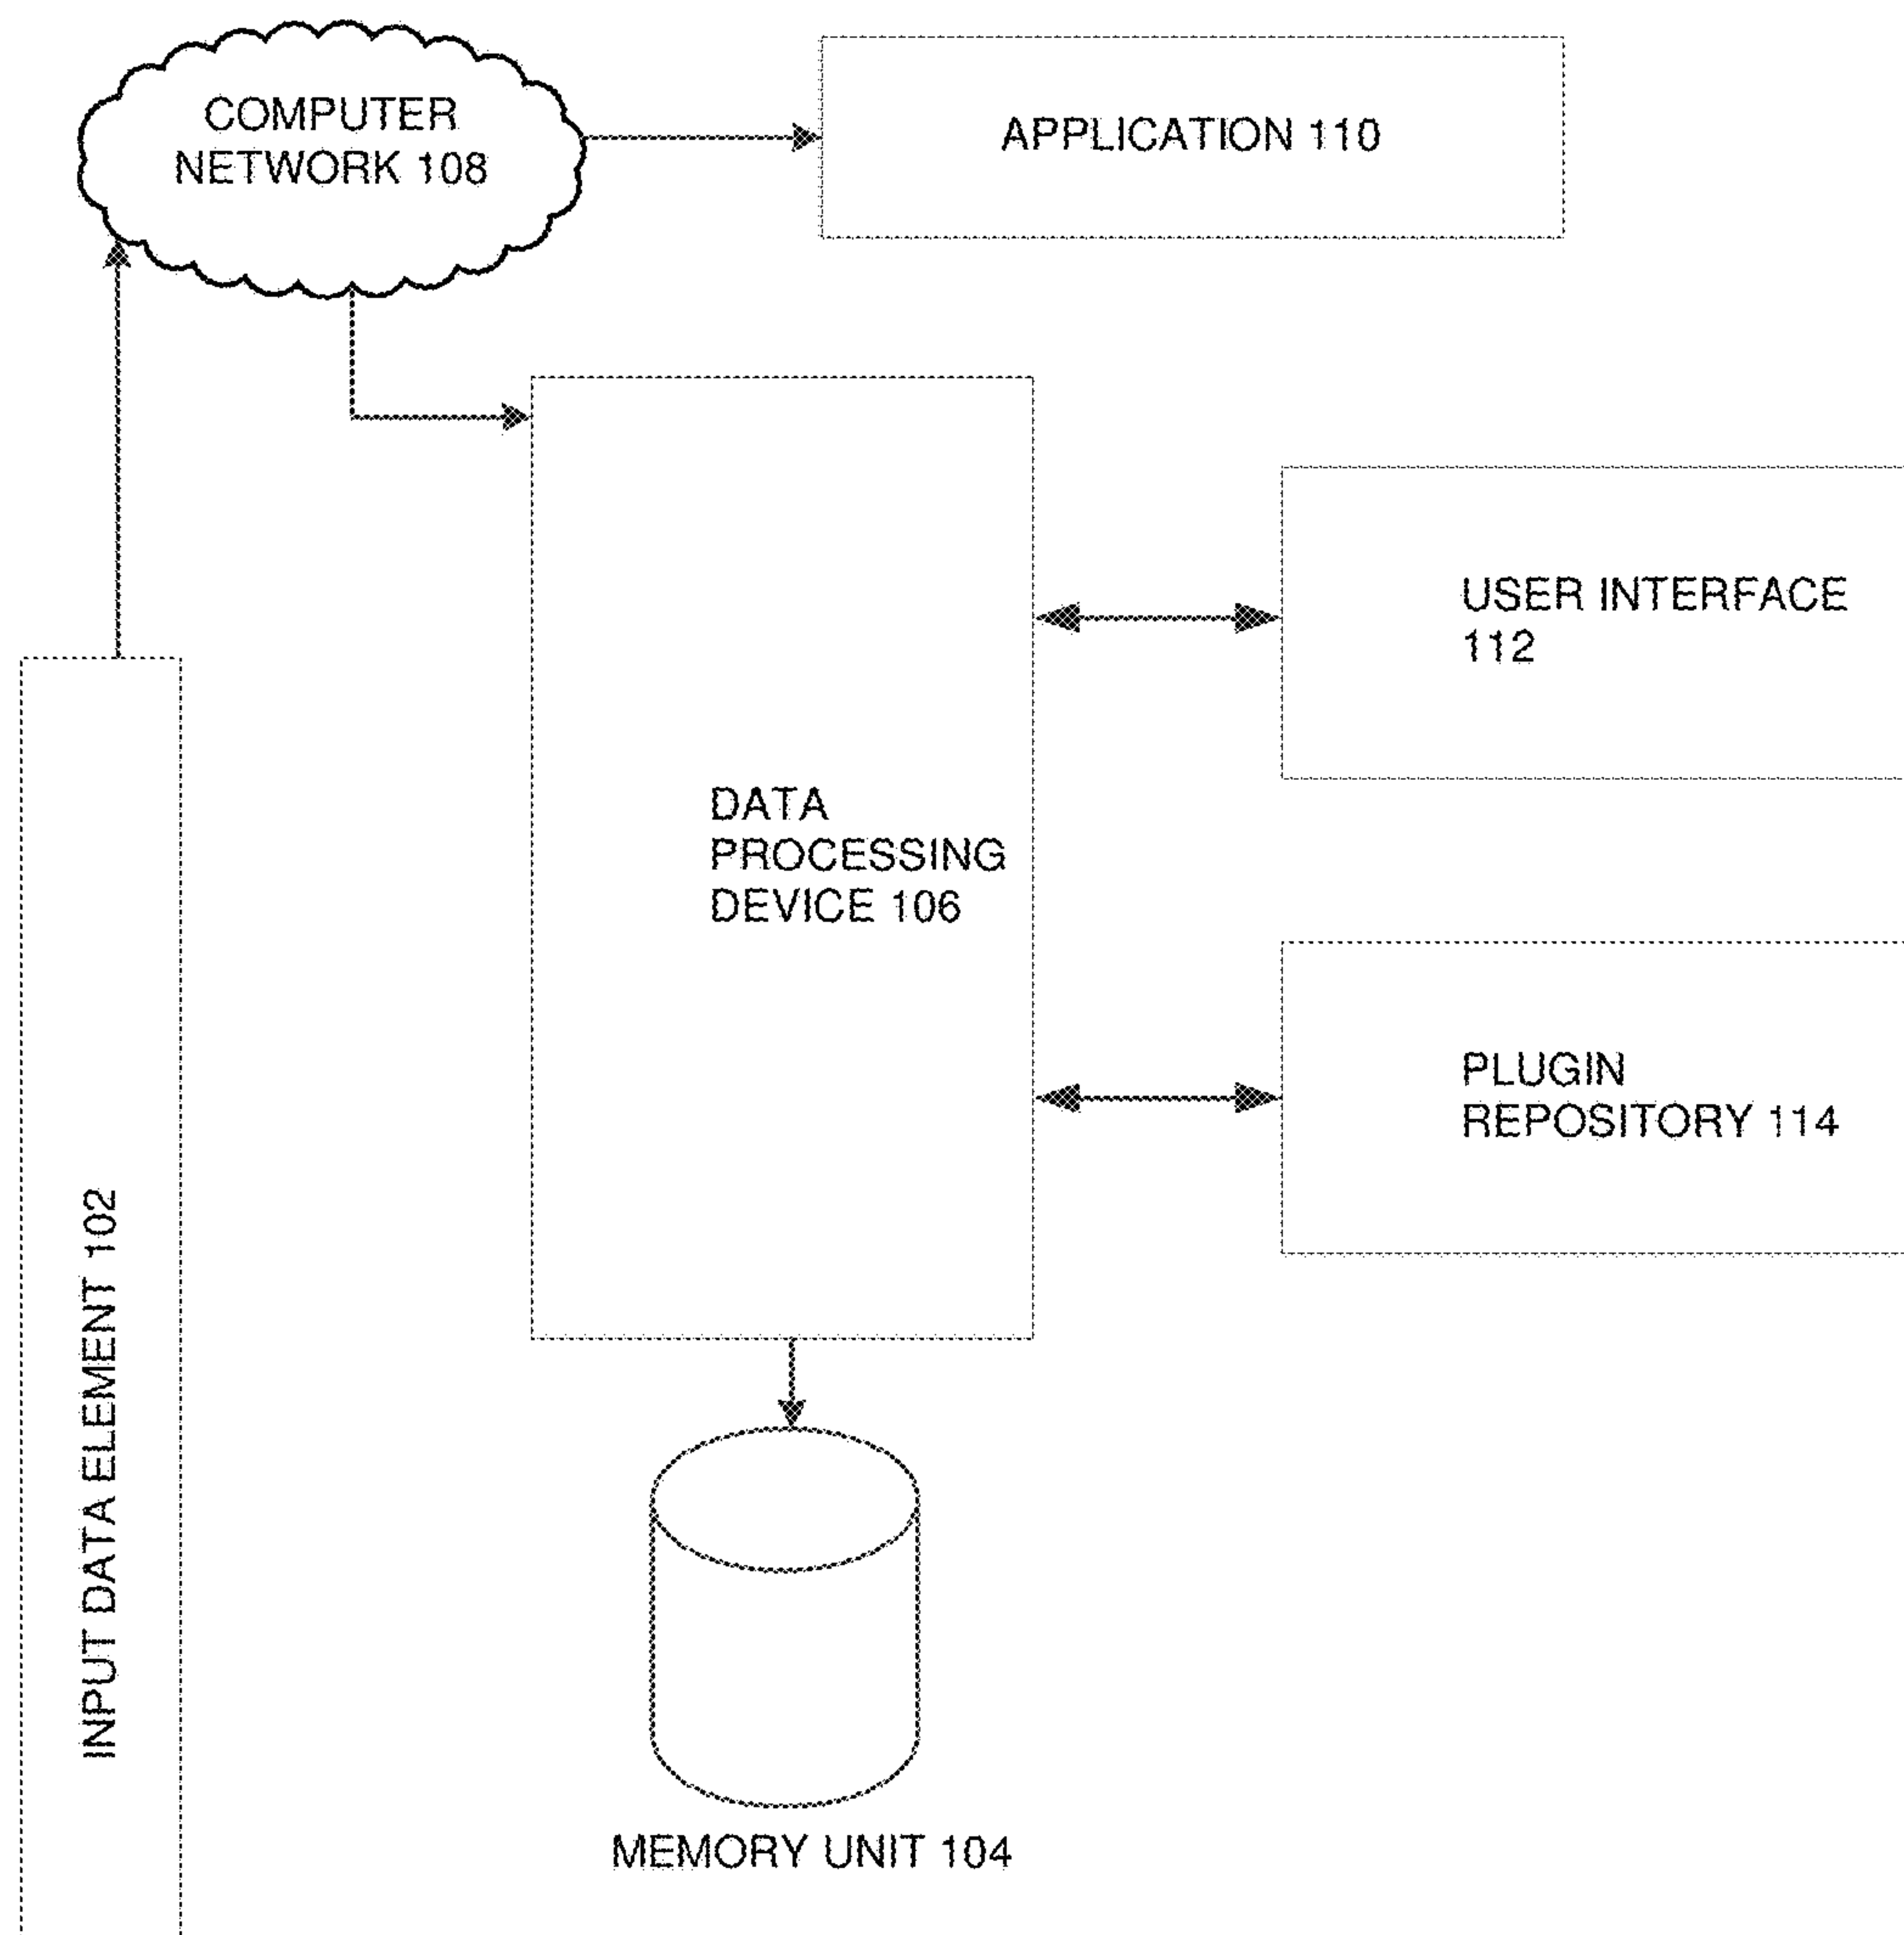 COMPUTER
NETWORK 108
APPLICATION 110
USER INTERFACE
112
DATA
PROCESSING
DEVICE 106
PLUGIN
REPOSITORY 114
INPUT DATA ELEMENT 102
MEMORY UNIT 104